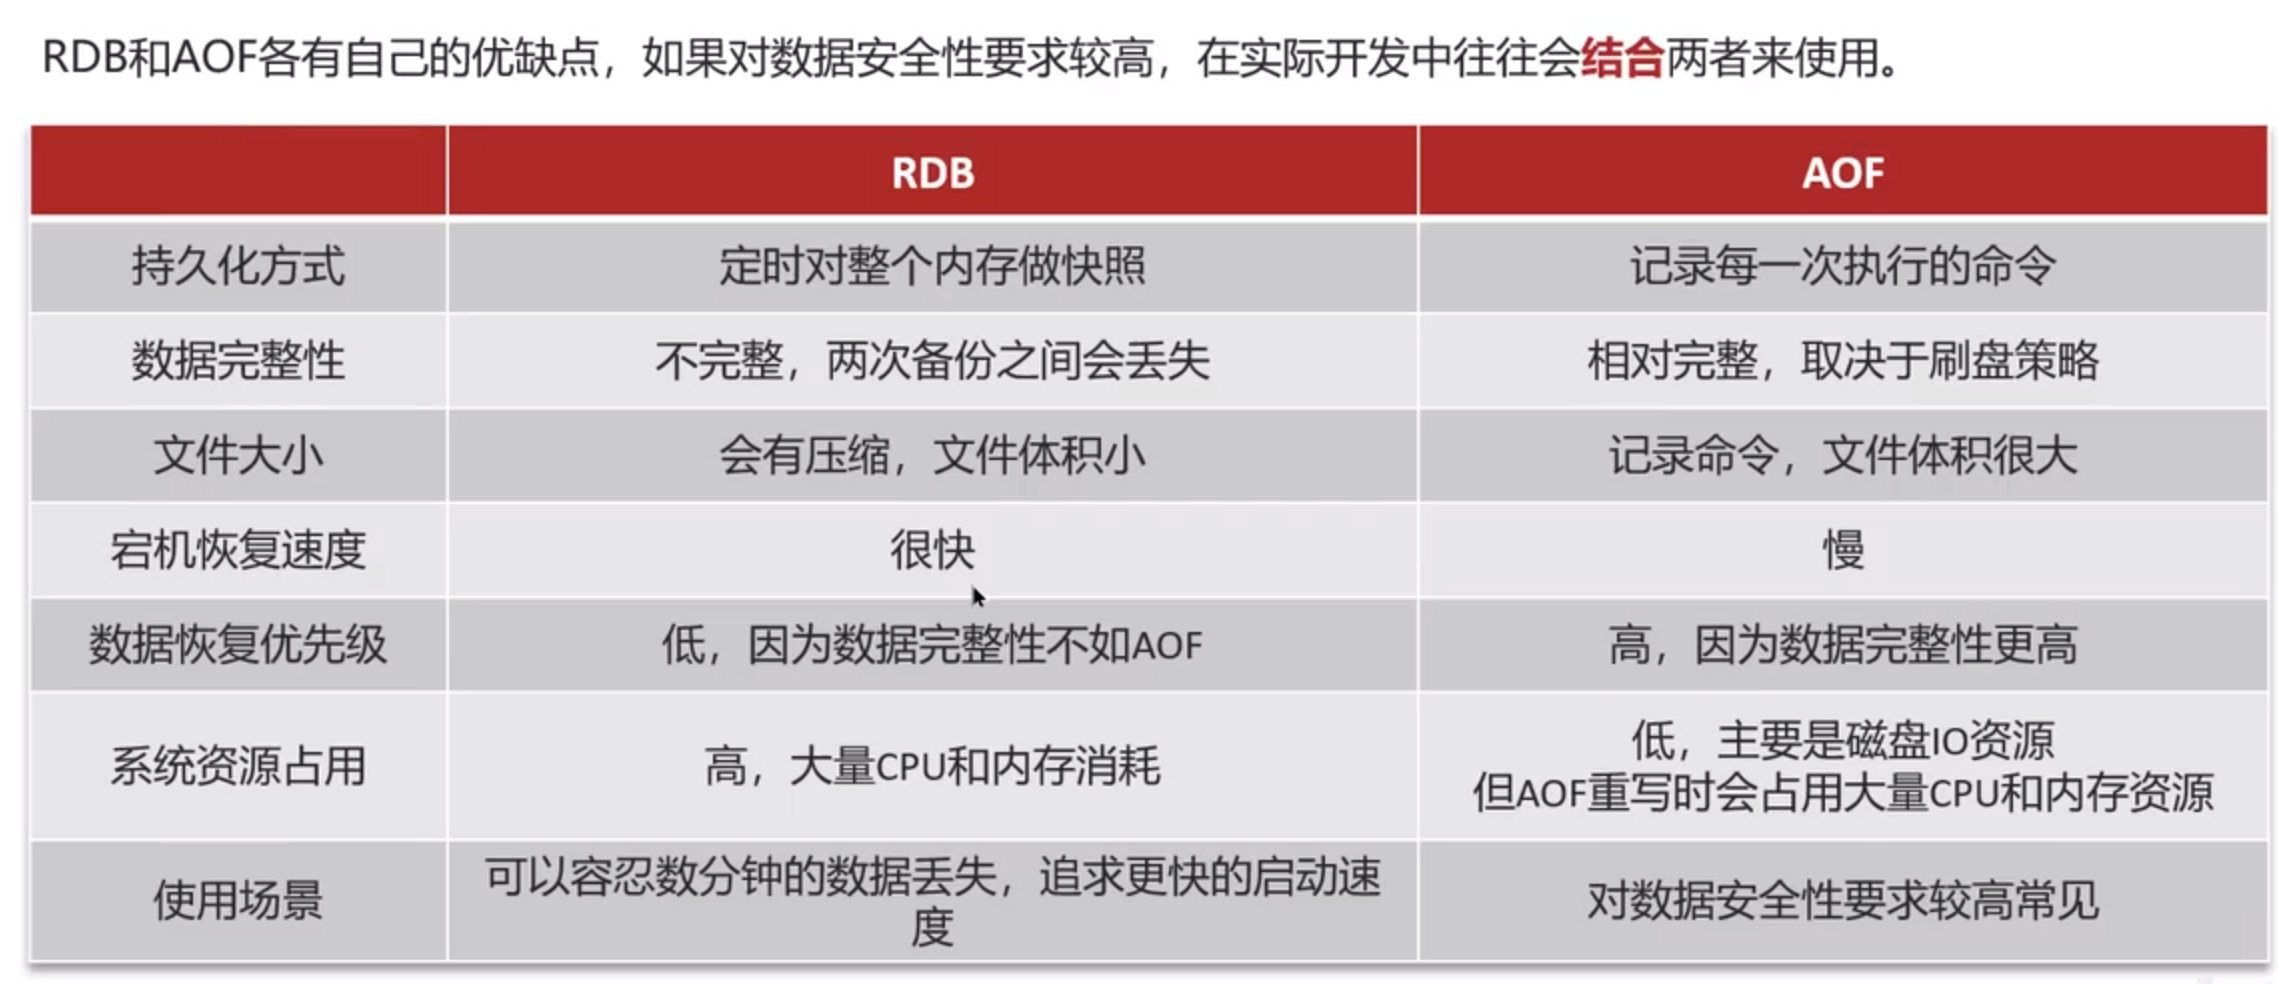 RDB和AOF各有自己的优缺点，如果对数据安全性要求较高，在实际开发中往往会结合两者来使用。
RDB AOF
持久化方式 定时对整个内存做快照 记录每一次执行的命令
数据完整性 不完整，两次备份之间会丢失 相对完整，取决于刷盘策略
文件大小 会有压缩，文件体积小 记录命令，文件体积很大
宕机恢复速度 很快 慢
数据恢复优先级 低，因为数据完整性不如AOF 高，因为数据完整性更高
系统资源占用 高，大量CPU和内存消耗 低，主要是磁盘IO资源
但AOF重写时会占用大量CPU和内存资源
使用场景 可以容忍数分钟的数据丢失，追求更快的启动速
度 对数据安全性要求较高常见